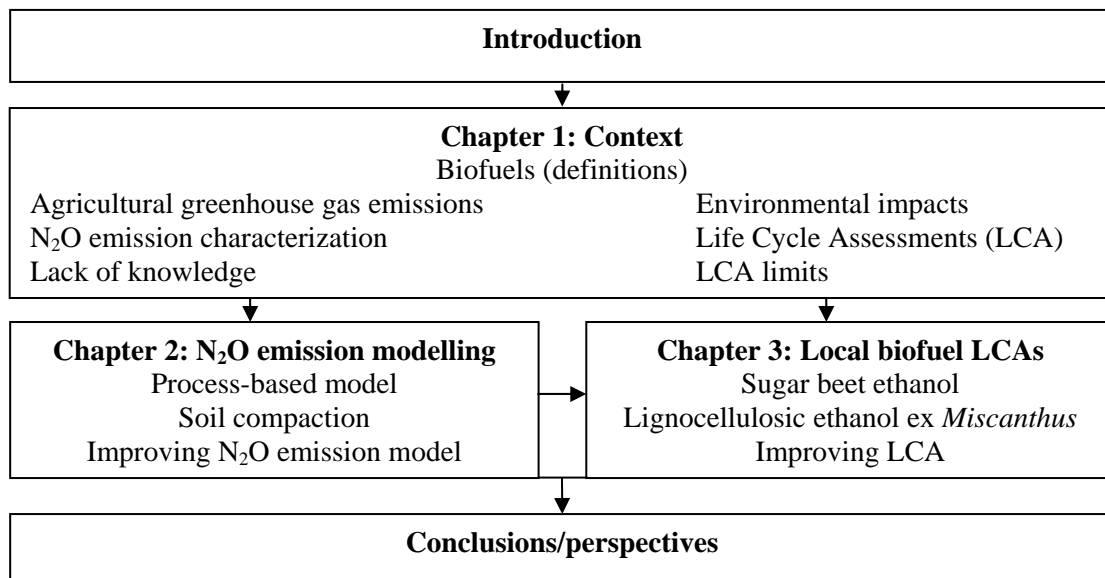 Introduction
Chapter 1: Context
Biofuels (definitions)
Agricultural greenhouse gas emissions
N₂O emission characterization
Lack of knowledge
Environmental impacts
Life Cycle Assessments (LCA)
LCA limits
Chapter 2: N₂O emission modelling
Process-based model
Soil compaction
Improving N₂O emission model
Chapter 3: Local biofuel LCAs
Sugar beet ethanol
Lignocellulosic ethanol ex Miscanthus
Improving LCA
Conclusions/perspectives